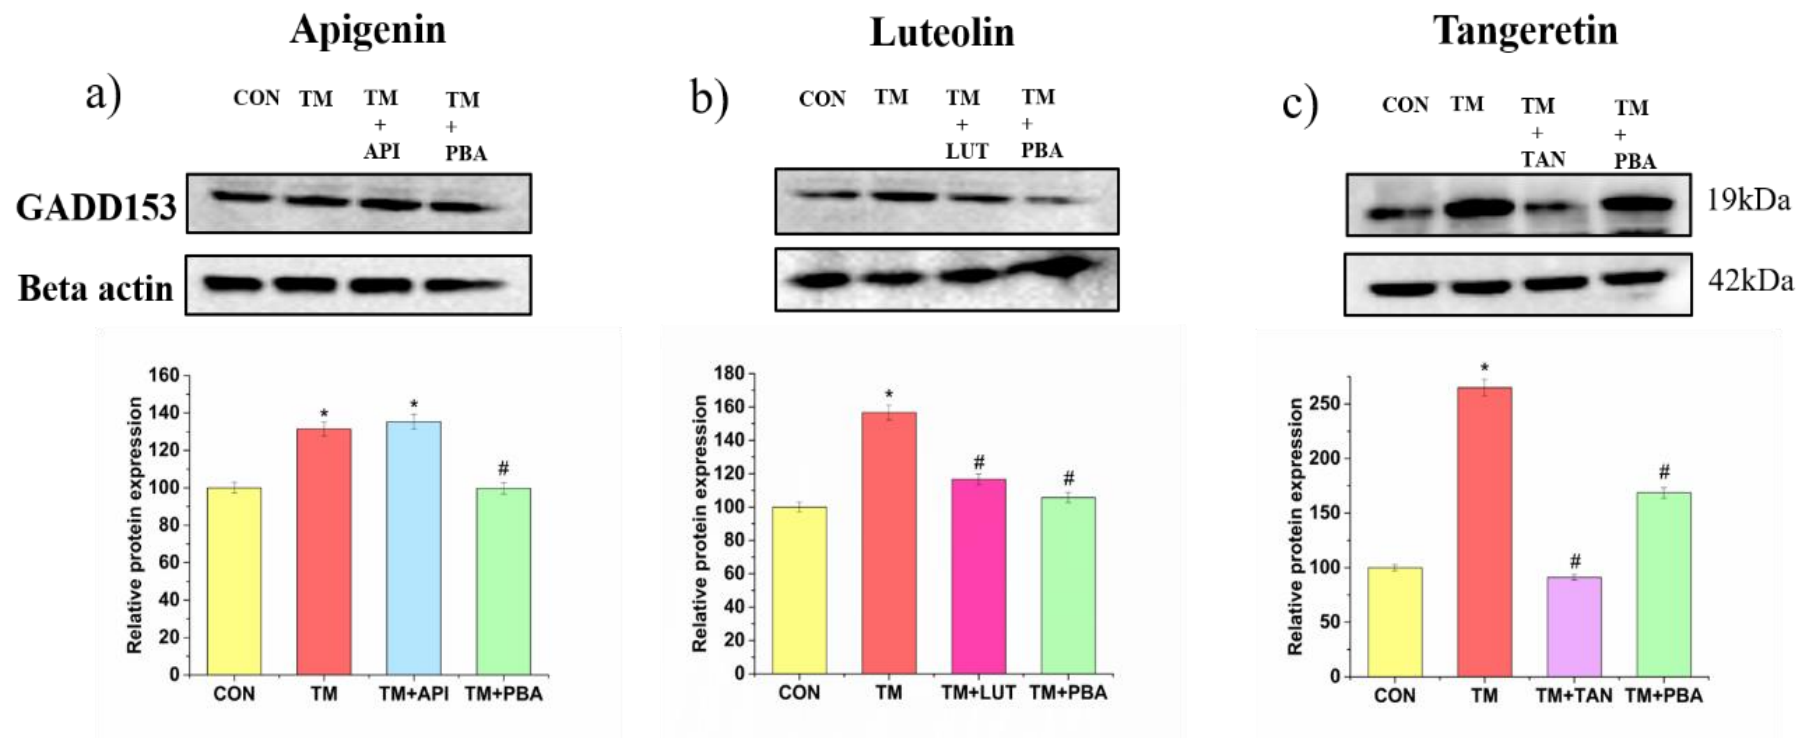 Apigenin
a)
CON TM TM TM
+ +
API PBA
GADD153
Beta actin
Relative protein expression
160
140
120
100
80
60
40
20
0
* * #
CON TM TM+API TM+PBA
Luteolin
b)
CON TM TM TM
+ +
LUT PBA
Relative protein expression
180
160
140
120
100
80
60
40
20
0
* # #
CON TM TM+LUT TM+PBA
Tangeretin
c)
CON TM TM TM
+ +
TAN PBA
19kDa
42kDa
Relative protein expression
250
200
150
100
50
0
* # #
CON TM TM+TAN TM+PBA